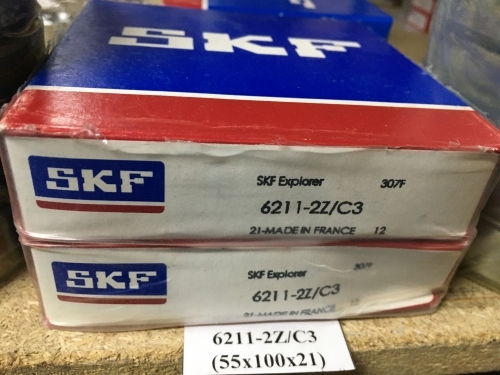 SKF
SKF
SKF Explorer 307F
6211-2Z/C3
21-MADE IN FRANCE 12
SKF
SKF Explorer 307F
6211-2Z/C3
6211-2Z/C3
(55x100x21)